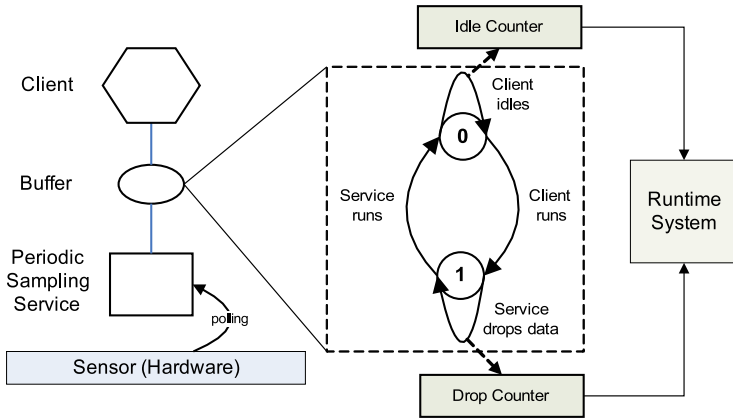 Idle Counter
Client
Client
idles
0
Buffer
Service
runs
Client
runs
Runtime
System
Periodic
Sampling
Service
1
polling
Service
drops data
Sensor (Hardware)
Drop Counter